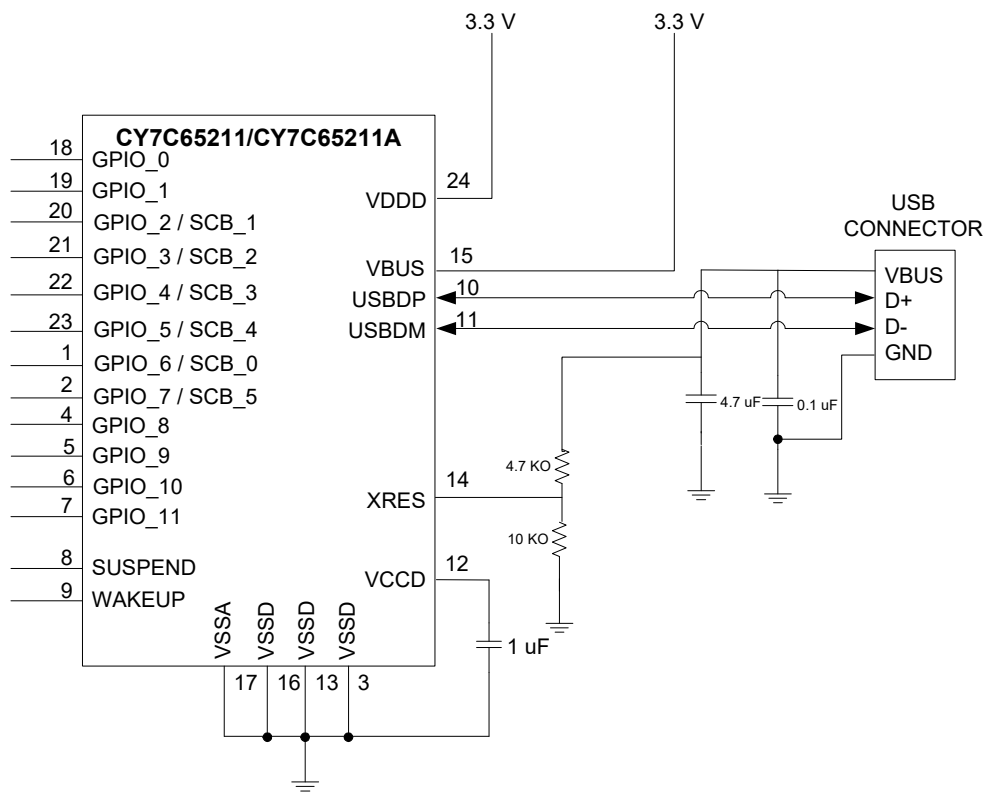 3.3 V
3.3 V
CY7C65211/CY7C65211A
18
GPIO_0
19
GPIO_1
20
GPIO_2 / SCB_1
21
GPIO_3 / SCB_2
22
GPIO_4 / SCB_3
23
GPIO_5 / SCB_4
1
GPIO_6 / SCB_0
2
GPIO_7 / SCB_5
4
GPIO_8
5
GPIO_9
6
GPIO_10
7
GPIO_11
8
SUSPEND
9
WAKEUP
VDDD
24
VBUS
15
USBDP
10
USBDM
11
XRES
14
VCCD
12
VSSA
VSSD
VSSD
VSSD
17
16
13
3
1 uF
4.7 KO
10 KO
4.7 uF
0.1 uF
USB
CONNECTOR
VBUS
D+
D-
GND